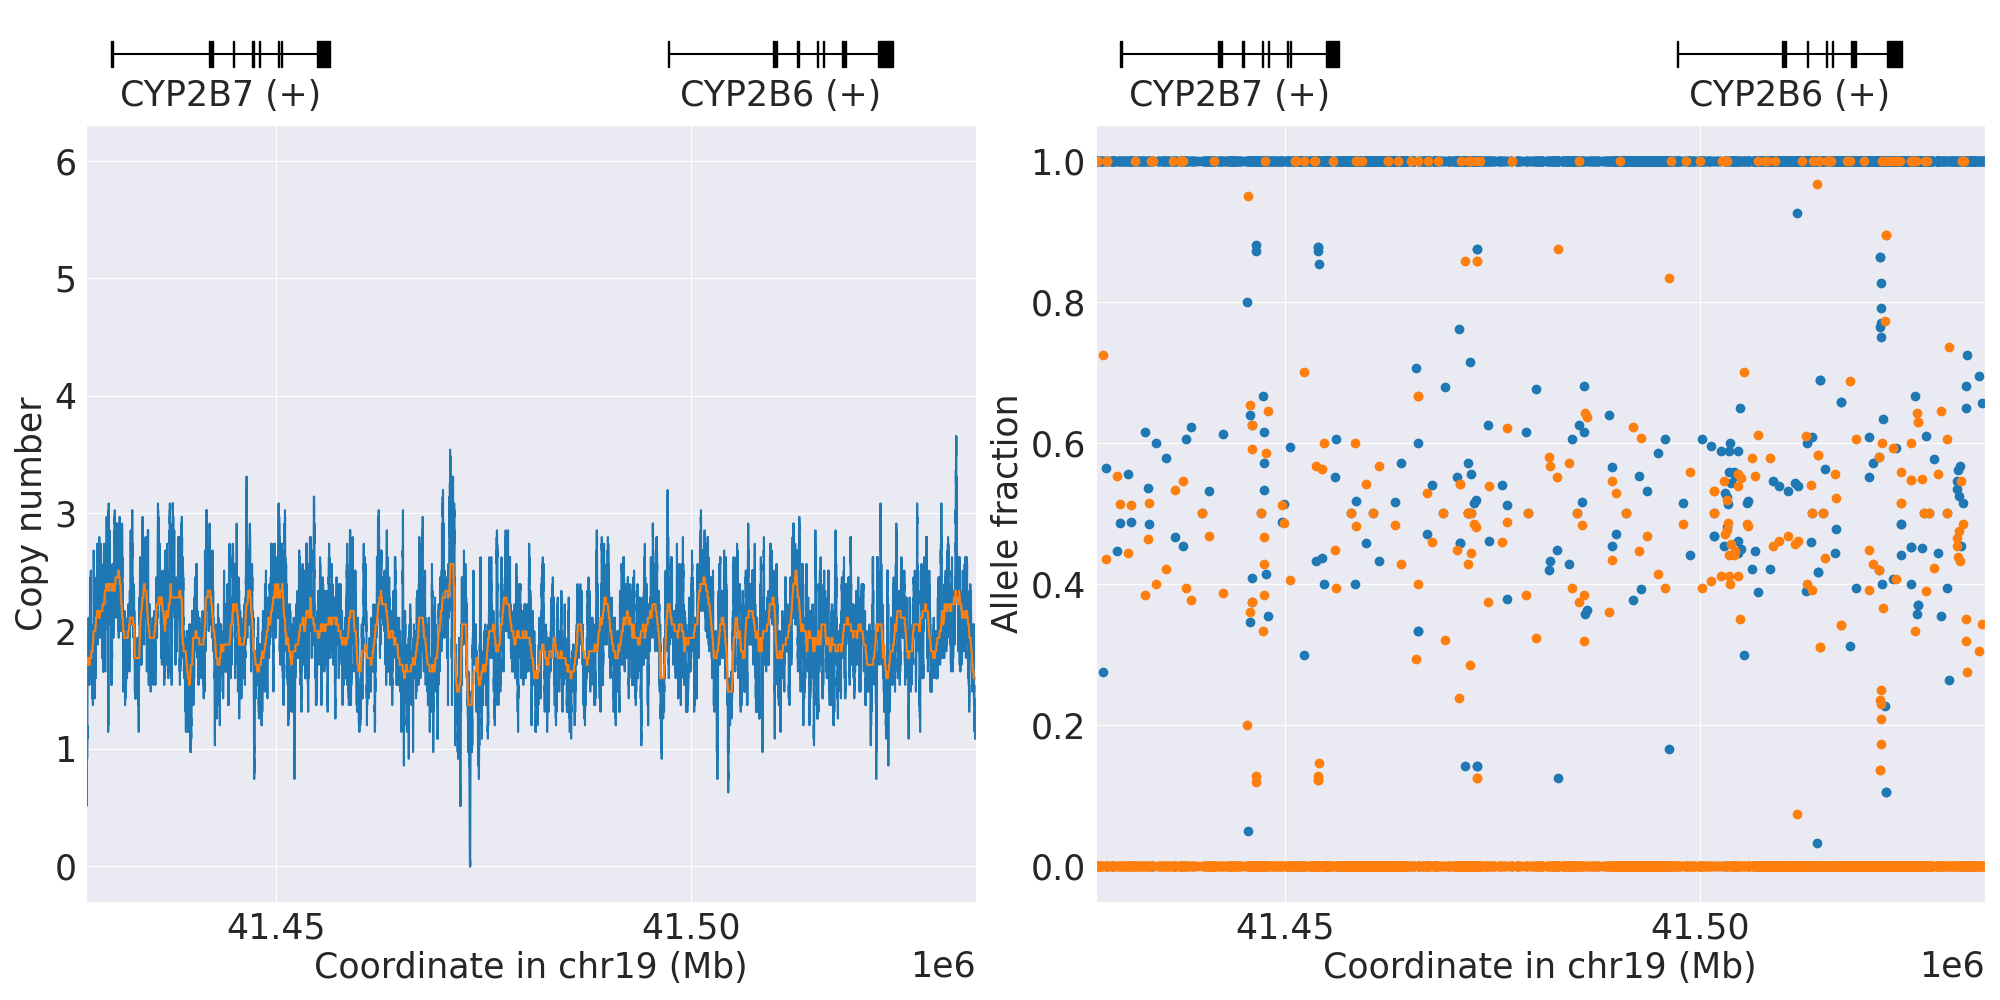 CYP2B7 (+)
CYP2B6 (+)
CYP2B7 (+)
CYP2B6 (+)
Copy number
6
5
4
3
2
1
0
41.45
41.50
Coordinate in chr19 (Mb)
1e6
Allele fraction
1.0
0.8
0.6
0.4
0.2
0.0
41.45
41.50
Coordinate in chr19 (Mb)
1e6